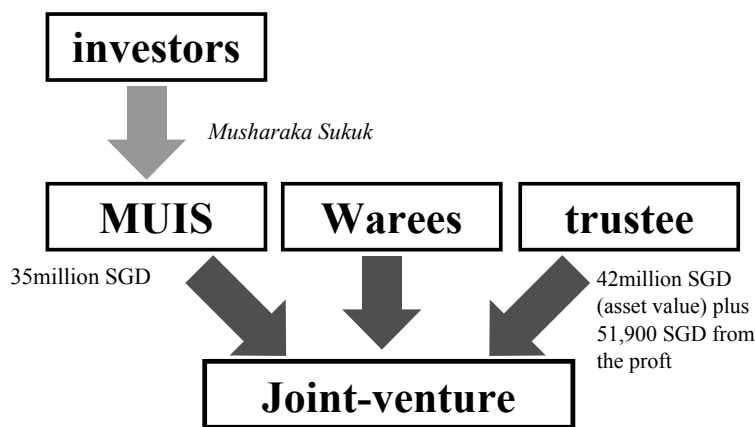 investors
Musharaka Sukuk
MUIS
Warees
trustee
35million SGD
42million SGD
(asset value) plus
51,900 SGD from
the proft
Joint-venture